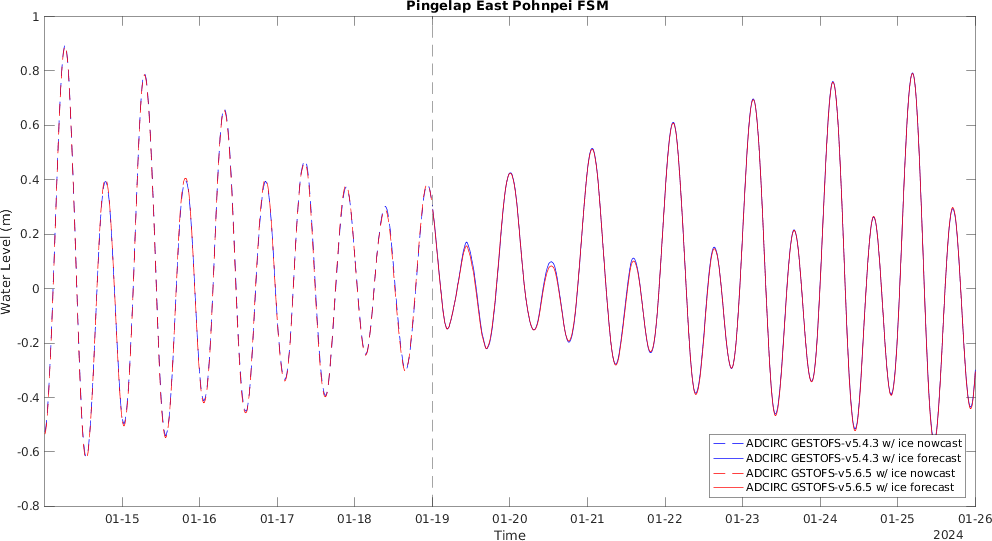 Pingelap East Pohnpei FSM
1
0.8
0.6
0.4
0.2
0
-0.2
-0.4
-0.6
-0.8
Water Level (m)
ADCIRC GESTOFS-v5.4.3 w/ ice nowcast
ADCIRC GESTOFS-v5.4.3 w/ ice forecast
ADCIRC GSTOFS-v5.6.5 w/ ice nowcast
ADCIRC GSTOFS-v5.6.5 w/ ice forecast
01-15 01-16 01-17 01-18 01-19 01-20 01-21 01-22 01-23 01-24 01-25 01-26
Time
2024